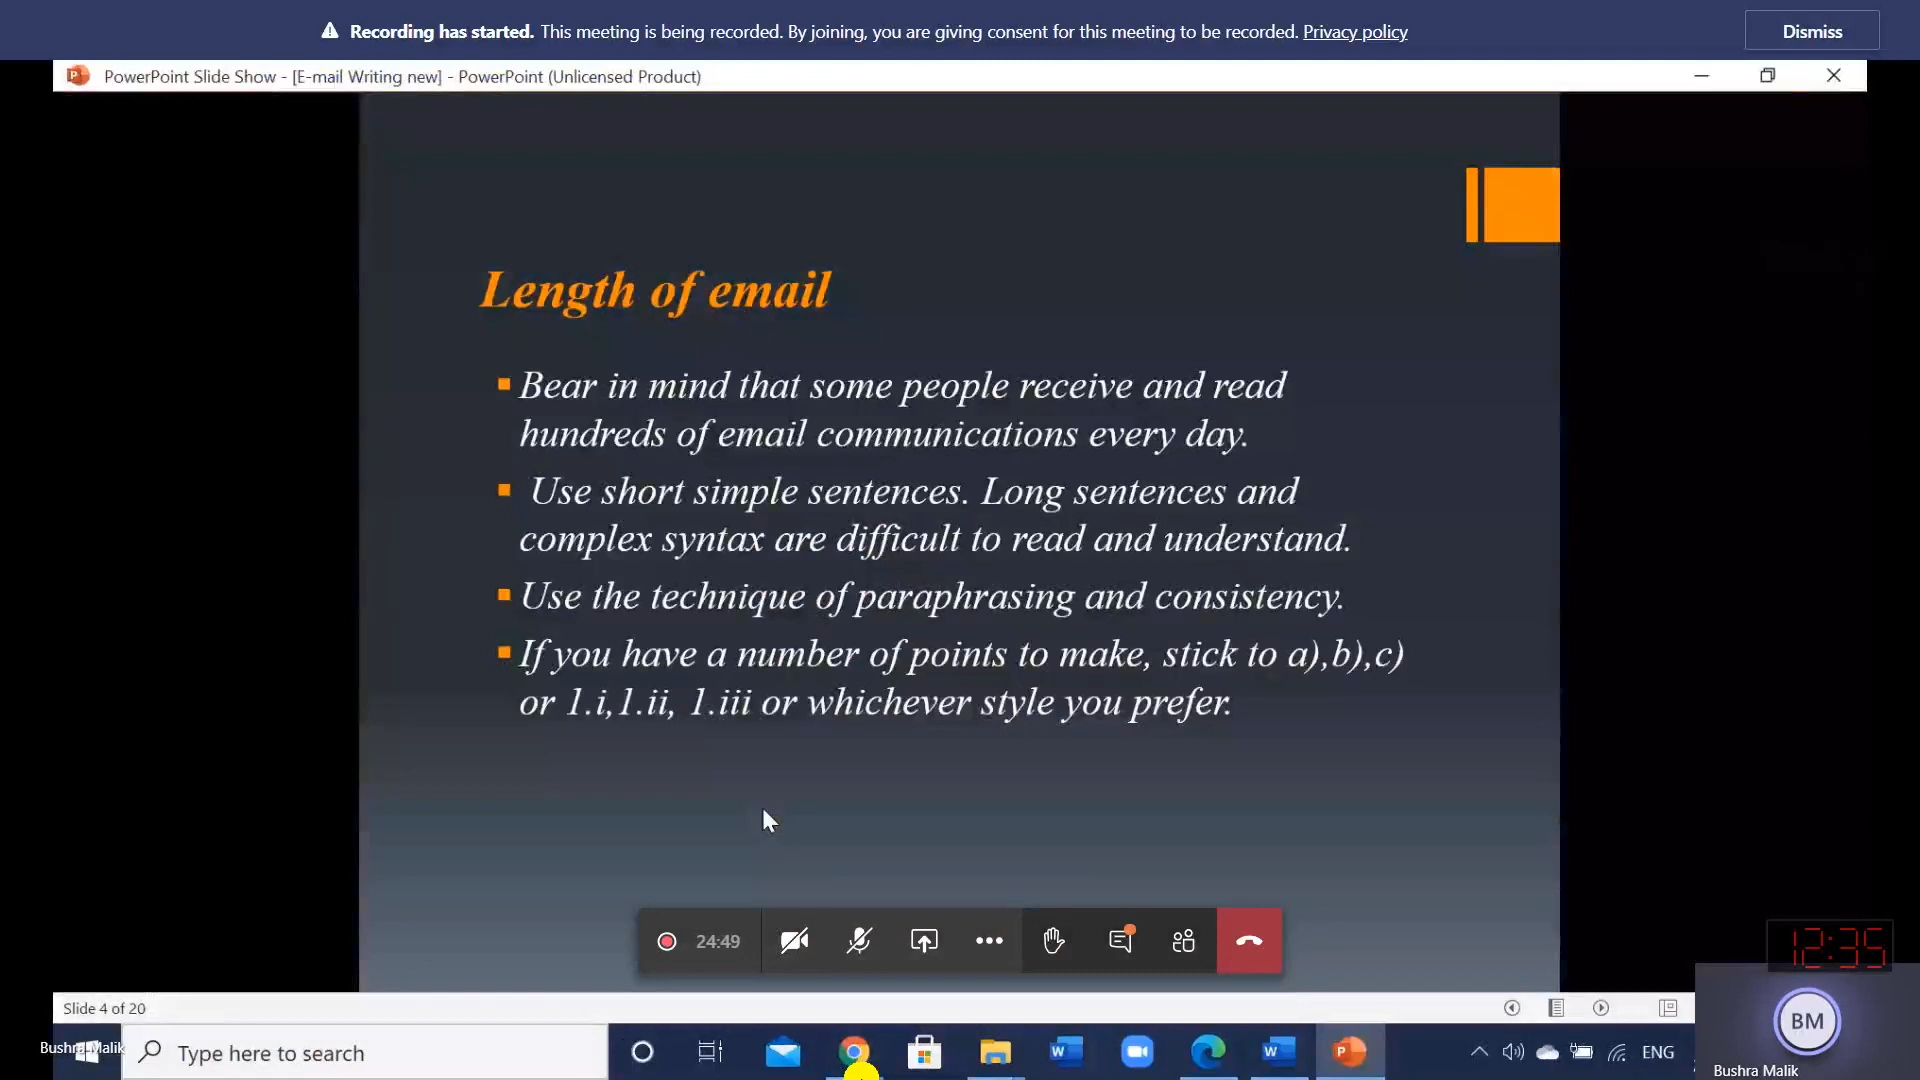 Recording has started. This meeting is being recorded. By joining, you are giving consent for this meeting to be recorded. Privacy policy
Dismiss
PowerPoint Slide Show - [E-mail Writing new] - PowerPoint (Unlicensed Product)
Length of email
Bear in mind that some people receive and read
hundreds of email communications every day.
Use short simple sentences. Long sentences and
complex syntax are difficult to read and understand.
Use the technique of paraphrasing and consistency.
If you have a number of points to make, stick to a),b),c)
or 1.i,1.ii, 1.iii or whichever style you prefer.
24:49
12:35
Slide 4 of 20
BM
Bushra Malik
Type here to search
ENG
Bushra Malik